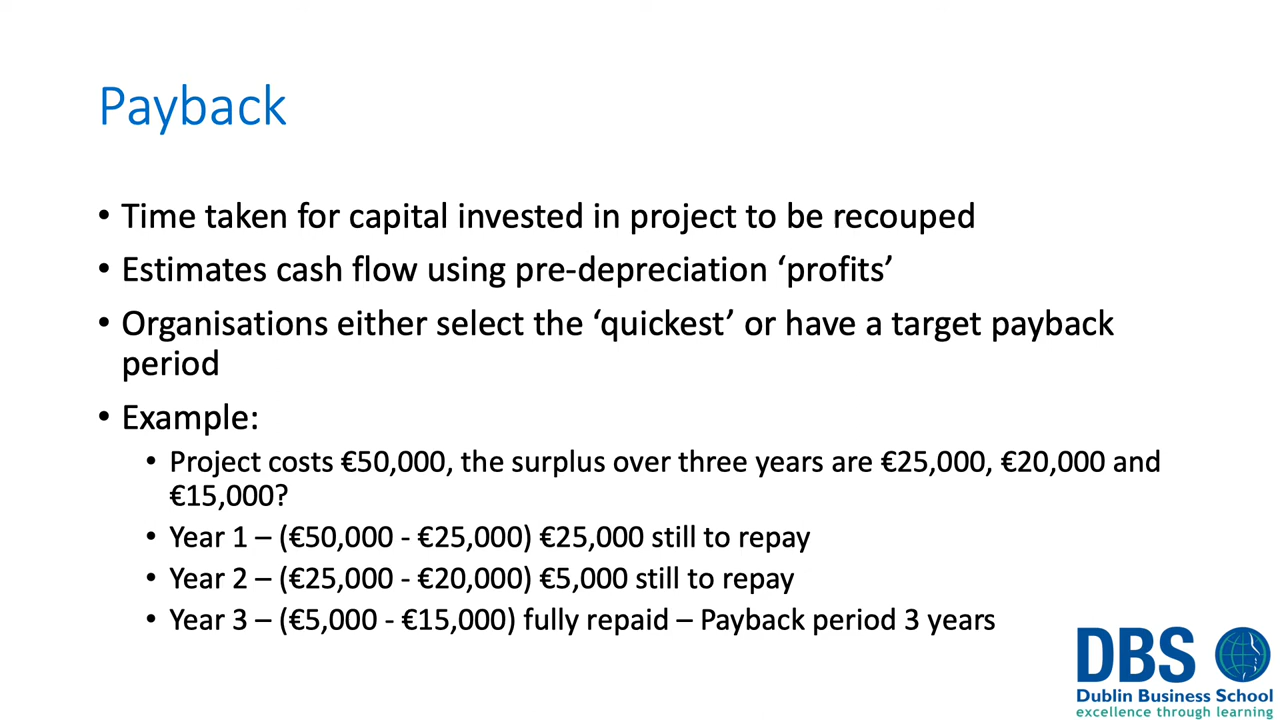 Payback
• Time taken for capital invested in project to be recouped
• Estimates cash flow using pre-depreciation ‘profits’
• Organisations either select the ‘quickest’ or have a target payback
period
• Example:
• Project costs €50,000, the surplus over three years are €25,000, €20,000 and
€15,000?
• Year 1 – (€50,000 - €25,000) €25,000 still to repay
• Year 2 – (€25,000 - €20,000) €5,000 still to repay
• Year 3 – (€5,000 - €15,000) fully repaid – Payback period 3 years
DBS
Dublin Business School
excellence through learning